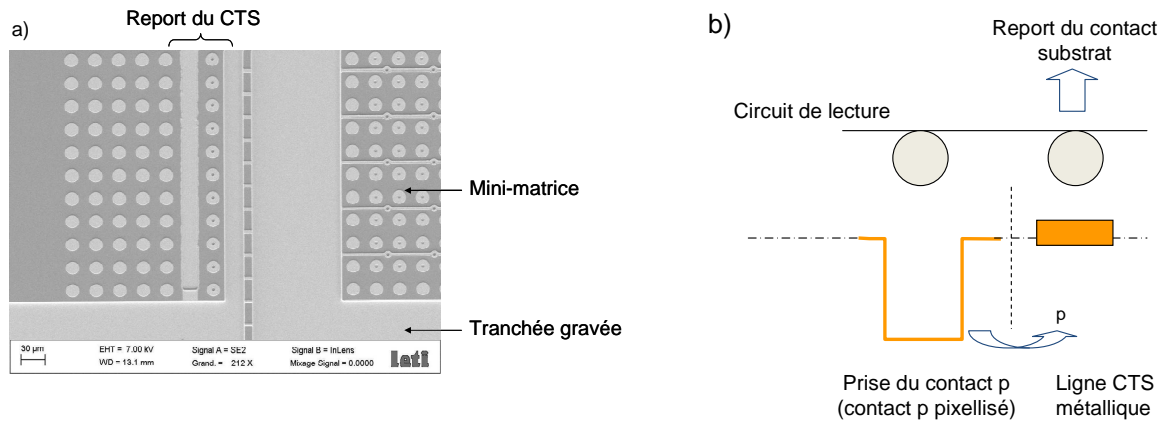 a)
Report du CTS
Mini-matrice
Tranchée gravée
30 µm
EHT = 7.00 kV
WD = 13.1 mm
Signal A = SE2
Grand. = 212 X
Signal B = InLens
Mixage Signal = 0.0000
Leti
b)
Report du contact
substrat
Circuit de lecture
p
Prise du contact p
(contact p pixellisé)
Ligne CTS
métallique